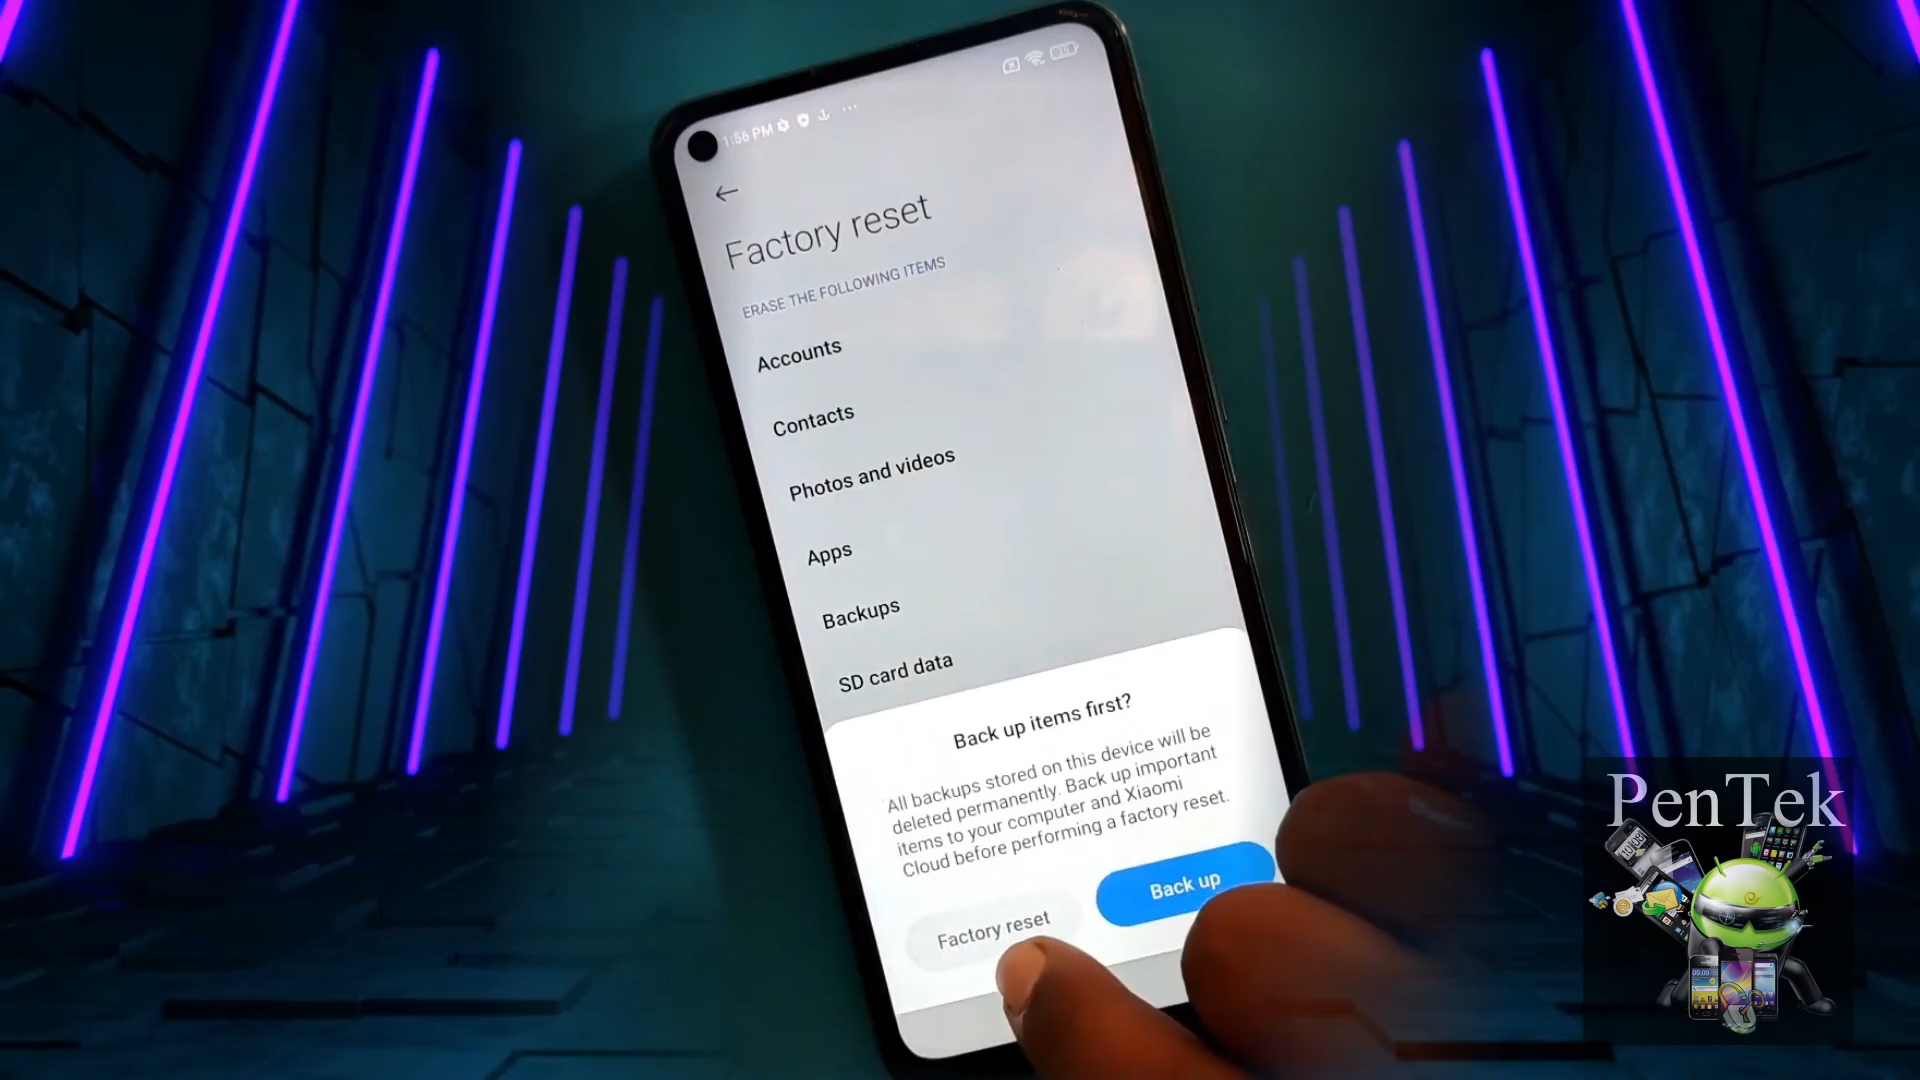 1:56 PM
Factory reset
ERASE THE FOLLOWING ITEMS
Accounts
Contacts
Photos and videos
Apps
Backups
SD card data
Back up items first?
All backups stored on this device will be
deleted permanently. Back up important
items to your computer and Xiaomi
Cloud before performing a factory reset.
Factory reset
Back up
PenTek